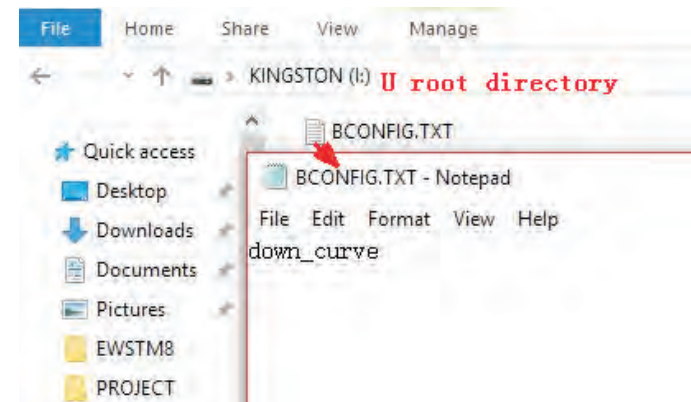 File Home Share View Manage
KINGSTON (I:) U root directory
BCONFIG.TXT
Quick access
BCONFIG.TXT - Notepad
Desktop
File Edit Format View Help
Downloads
down_curve
Documents
Pictures
EWSTM8
PROJECT